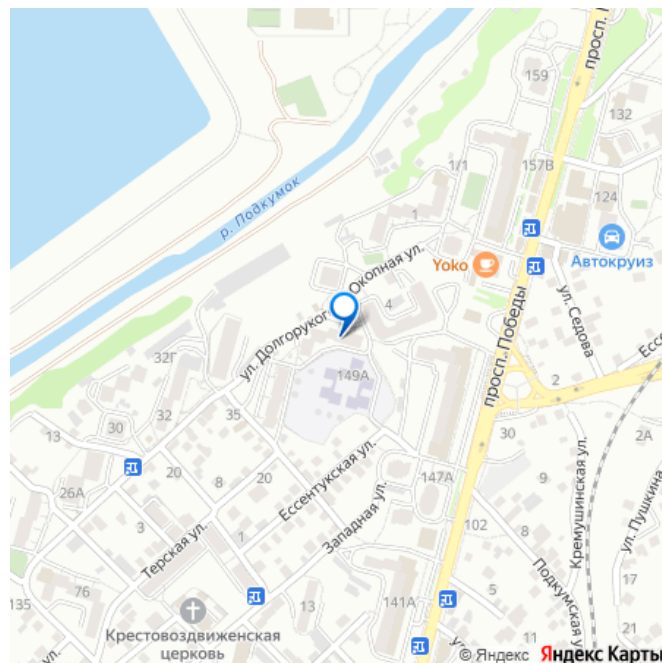 просп. П
159
132
р. Подкумок
1/1
157В
124
1
Yoko
Автокруиз
Окопная ул.
ул. Долгоруког
4
ул. Седова
просп. Победы
Ессе
32Г
149А
2
32
35
30
30
13
2А
Ессентукская ул.
147А
9
20
20
26А
8
Западная ул.
Кремушинская ул.
ул. Пушкина
3
102
1
Терская ул.
Подкумская у
76
5
17
135
13
141А
Крестовоздвиженская
церковь
11
21
ул.
© Яндекс Яндекс Карты